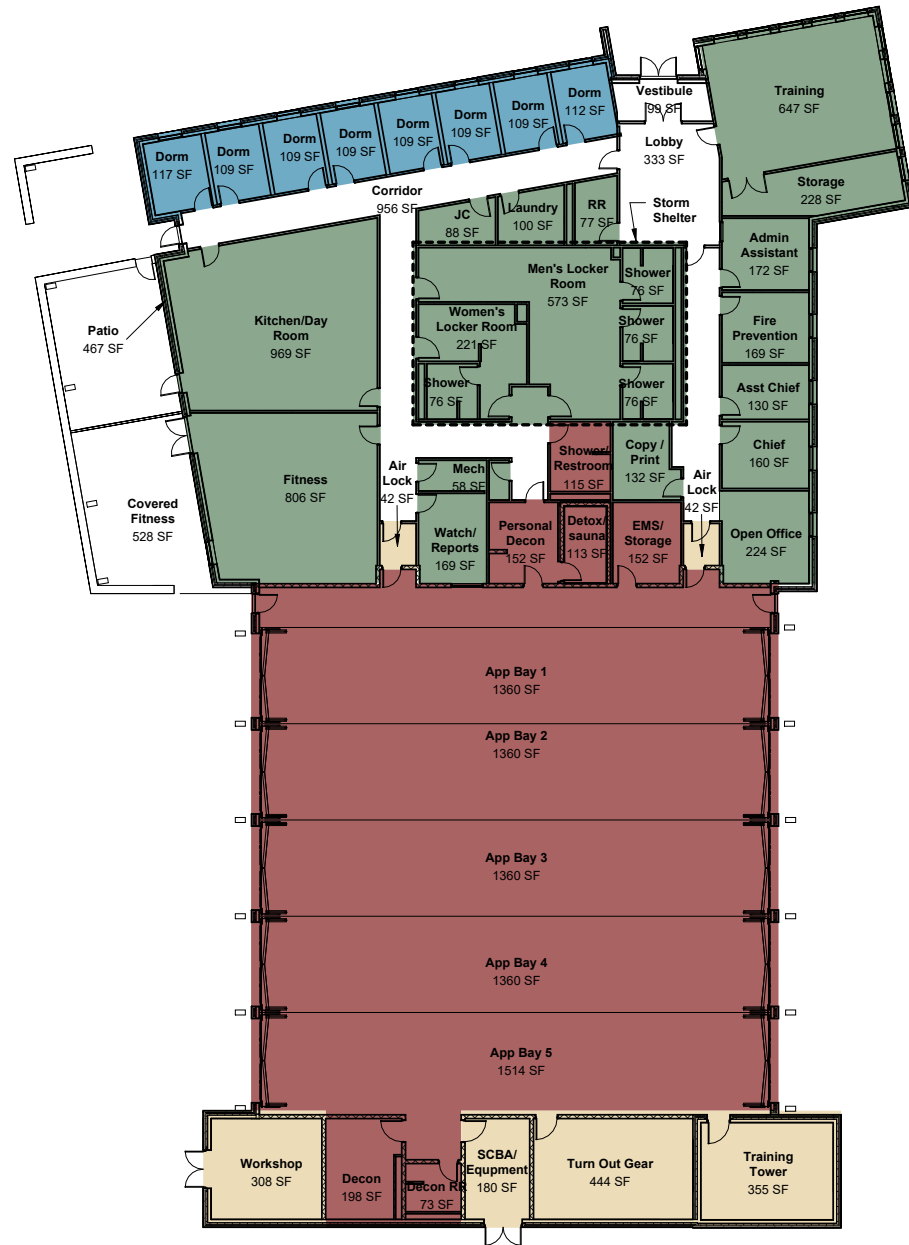 Vestibule
99 SF
Training
647 SF
Dorm
112 SF
Dorm
109 SF
Dorm
109 SF
Dorm
109 SF
Dorm
109 SF
Dorm
109 SF
Dorm
109 SF
Dorm
117 SF
Lobby
333 SF
Storage
228 SF
Corridor
956 SF
JC
88 SF
Laundry
100 SF
RR
77 SF
Storm
Shelter
Admin
Assistant
172 SF
Men's Locker
Room
573 SF
Shower
76 SF
Women's
Locker Room
221 SF
Shower
76 SF
Shower
76 SF
Shower
76 SF
Kitchen/Day
Room
969 SF
Patio
467 SF
Fire
Prevention
169 SF
Asst Chief
130 SF
Chief
160 SF
Shower/
Restroom
115 SF
Copy /
Print
132 SF
Air
Lock
42 SF
Air
Lock
42 SF
Mech
58 SF
Fitness
806 SF
Covered
Fitness
528 SF
Watch/
Reports
169 SF
Personal
Decon
152 SF
Detox/
sauna
113 SF
EMS/
Storage
152 SF
Open Office
224 SF
App Bay 1
1360 SF
App Bay 2
1360 SF
App Bay 3
1360 SF
App Bay 4
1360 SF
App Bay 5
1514 SF
Workshop
308 SF
Decon
198 SF
Decon RR
73 SF
SCBA/
Equpment
180 SF
Turn Out Gear
444 SF
Training
Tower
355 SF